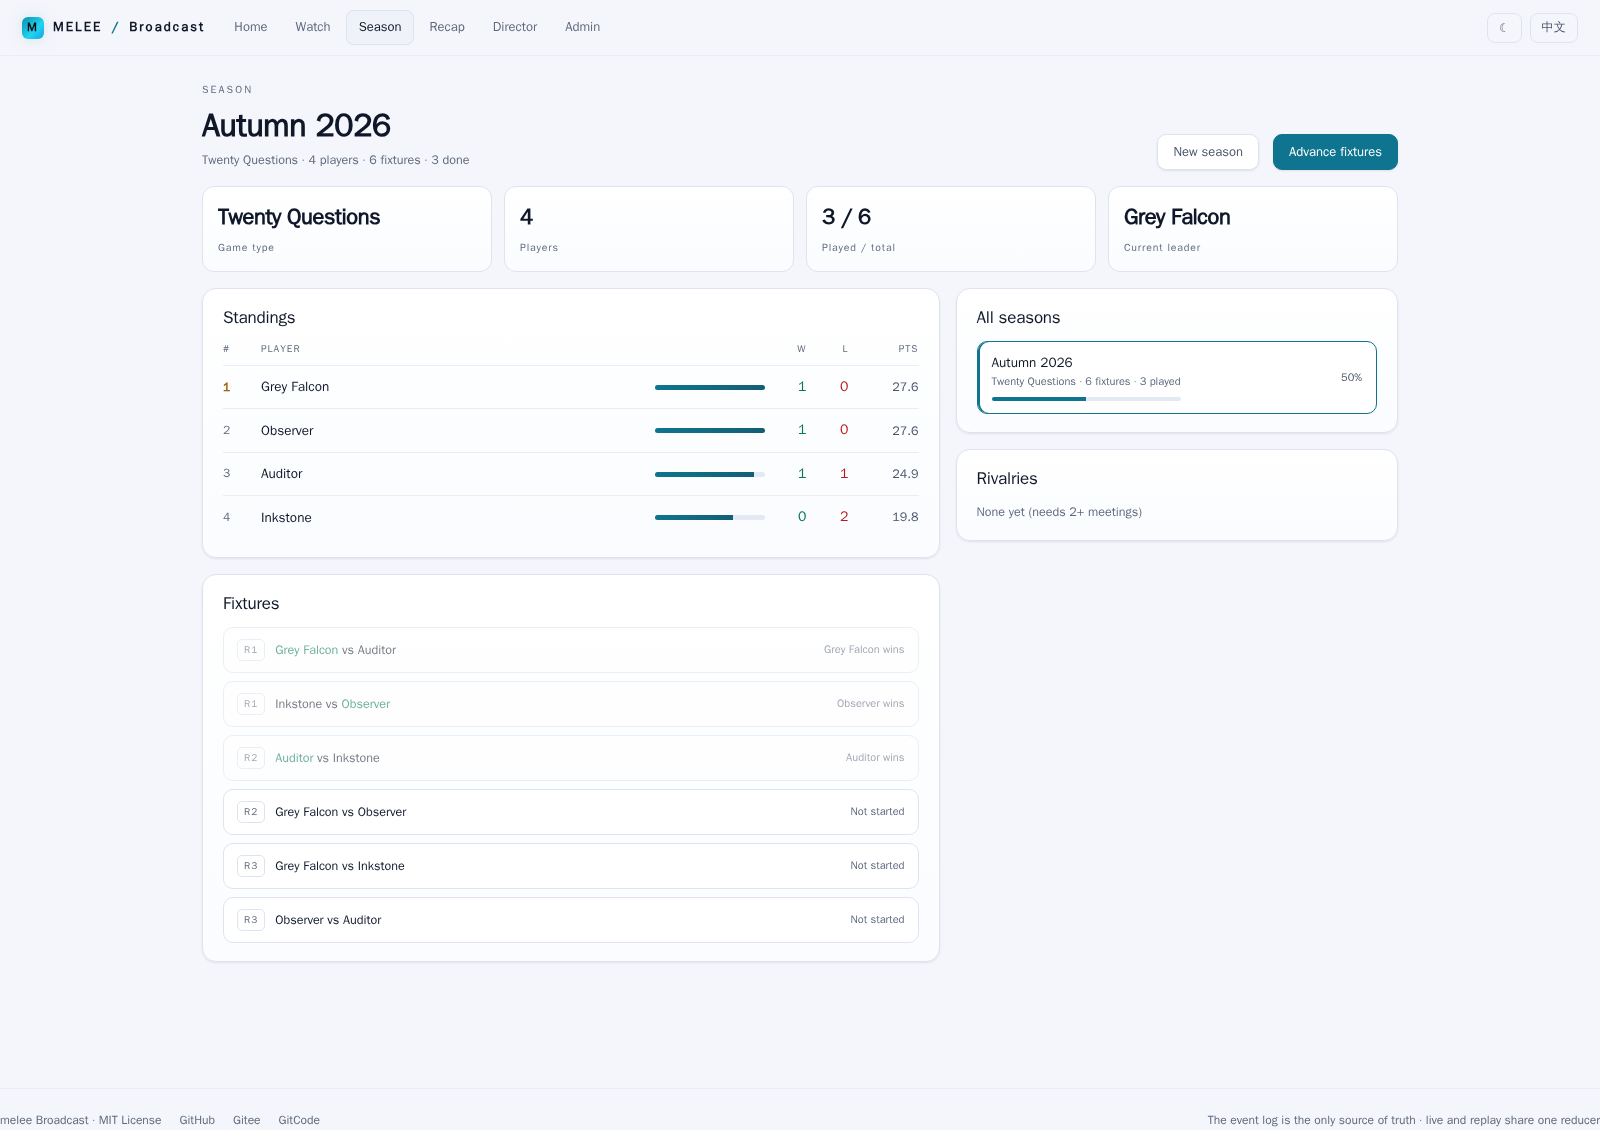 M MELEE / Broadcast Home Watch Season Recap Director Admin ☾ 中文
SEASON
Autumn 2026
Twenty Questions · 4 players · 6 fixtures · 3 done
New season Advance fixtures
Twenty Questions
Game type
4
Players
3 / 6
Played / total
Grey Falcon
Current leader
Standings
# PLAYER W L PTS
1 Grey Falcon 1 0 27.6
2 Observer 1 0 27.6
3 Auditor 1 1 24.9
4 Inkstone 0 2 19.8
All seasons
Autumn 2026
Twenty Questions · 6 fixtures · 3 played
50%
Rivalries
None yet (needs 2+ meetings)
Fixtures
R1 Grey Falcon vs Auditor Grey Falcon wins
R1 Inkstone vs Observer Observer wins
R2 Auditor vs Inkstone Auditor wins
R2 Grey Falcon vs Observer Not started
R3 Grey Falcon vs Inkstone Not started
R3 Observer vs Auditor Not started
melee Broadcast · MIT License GitHub Gitee GitCode
The event log is the only source of truth · live and replay share one reducer